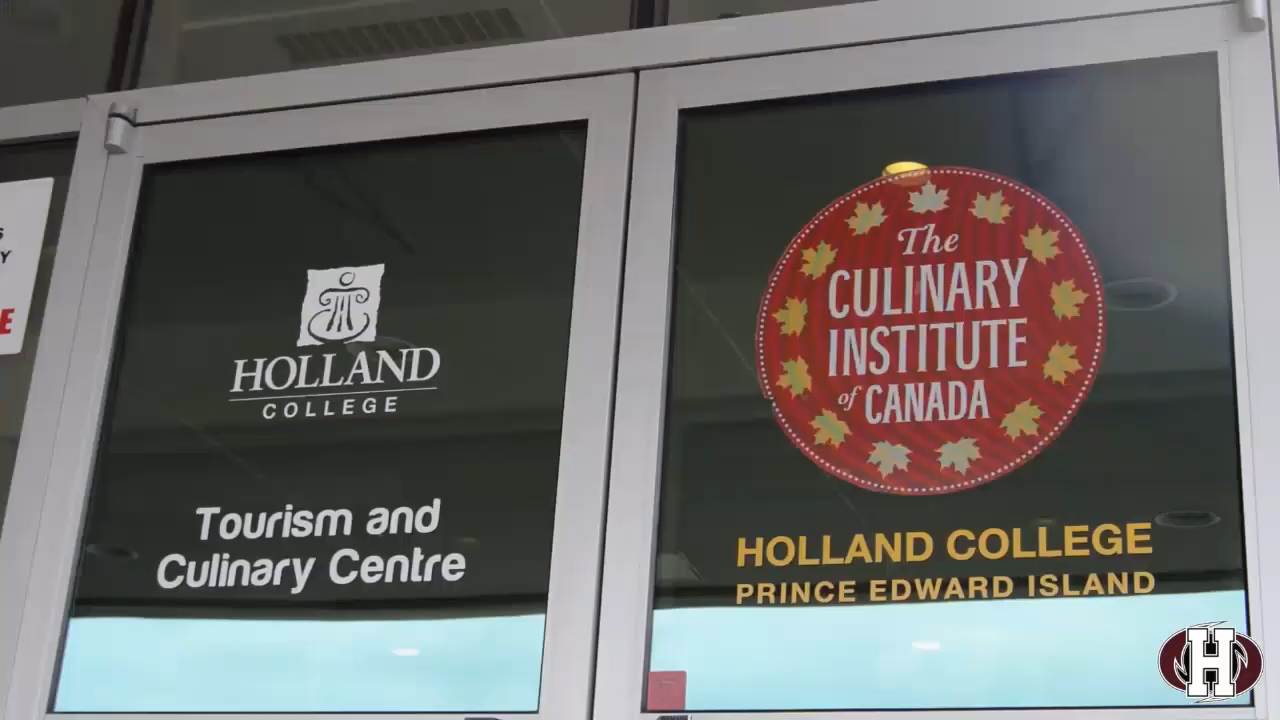 HOLLAND
COLLEGE
Tourism and
Culinary Centre
The
CULINARY
INSTITUTE
of CANADA
HOLLAND COLLEGE
PRINCE EDWARD ISLAND
H